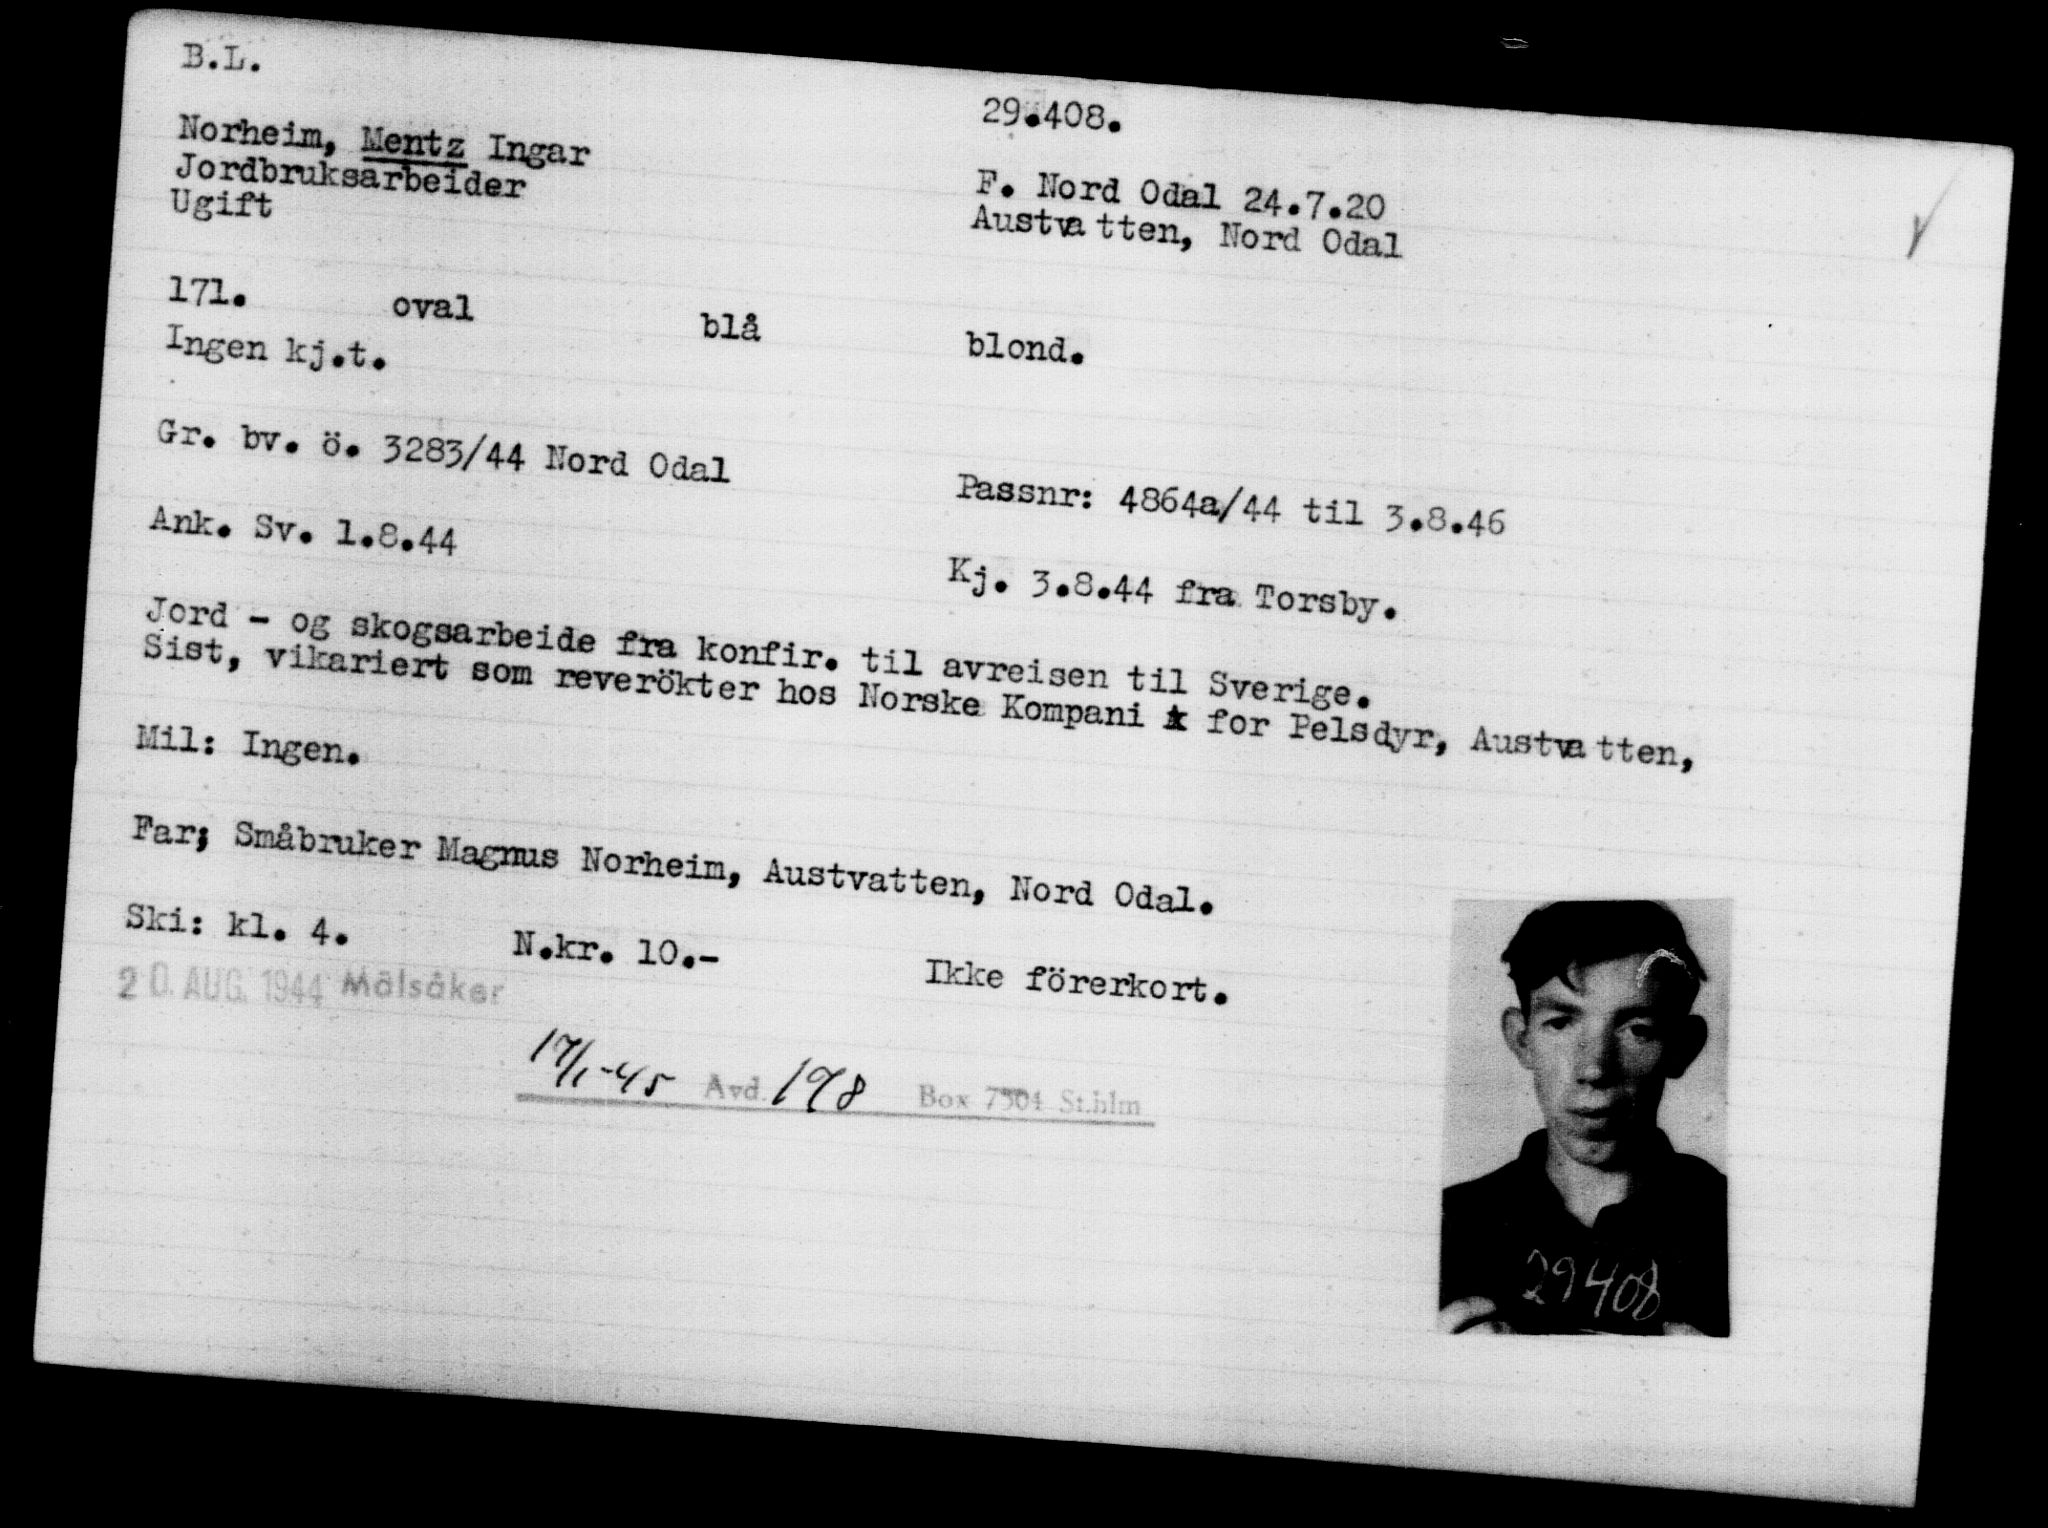 B.L.
29.408.
Norheim, Mentz Ingar
Jordbruksarbeider
Ugift
F. Nord Odal 24.7.20
Austvatten, Nord Odal
171. oval blå blond.
Ingen kj.t.
Gr. bv. ö. 3283/44 Nord Odal
Passnr: 4864a/44 til 3.8.46
Ank. Sv. 1.8.44
Kj. 3.8.44 fra Torsby.
Jord - og skogsarbeide fra konfir. til avreisen til Sverige.
Sist, vikariert som reverökter hos Norske Kompani for Pelsdyr, Austvatten,
Mil: Ingen.
Far; Småbruker Magnus Norheim, Austvatten, Nord Odal.
Ski: kl. 4. N.kr. 10.- Ikke förerkort.
20. AUG. 1944 Mälsåker
17/1-45 Avd. 198 Box 7504 St.hlm
29408